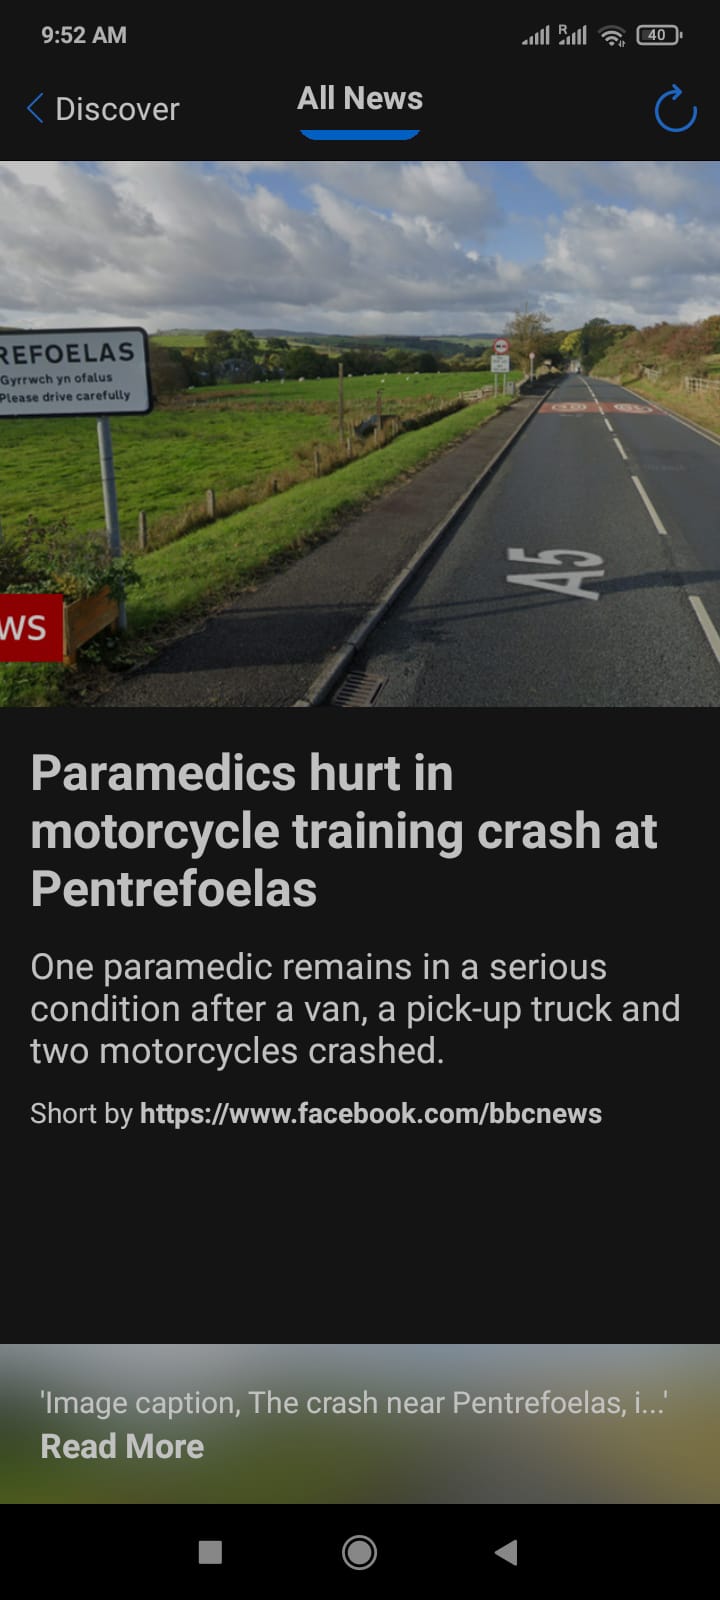 9:52 AM
R
40
Discover
All News
REFOELAS
Gyrrwch yn ofalus
Please drive carefully
A5
WS
Paramedics hurt in
motorcycle training crash at
Pentrefoelas
One paramedic remains in a serious
condition after a van, a pick-up truck and
two motorcycles crashed.
Short by https://www.facebook.com/bbcnews
'Image caption, The crash near Pentrefoelas, i...'
Read More